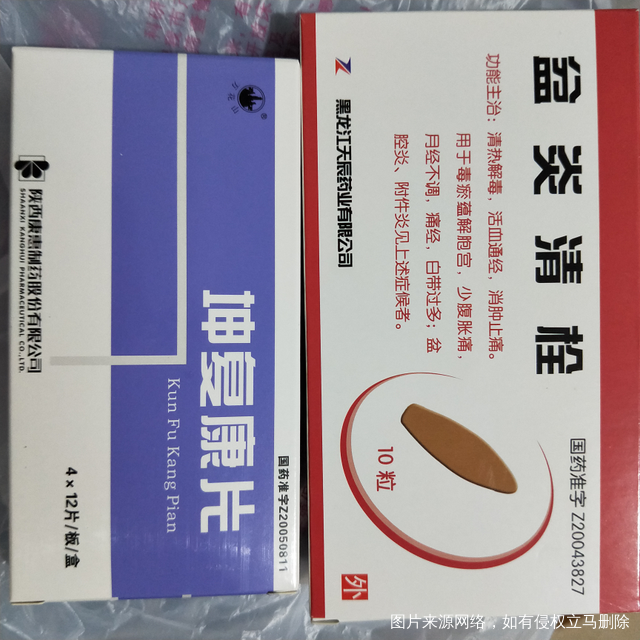 陕西康惠制药股份有限公司
SHAANXI KANGHUI PHARMACEUTICAL CO.,LTD.
坤复康片
Kun Fu Kang Pian
国药准字Z20050811
4×12片/板/盒
盆炎清栓
功能主治：清热解毒，活血通经，消肿止痛。
用于毒瘀蕴解胞宫，少腹胀痛，
月经不调，痛经，白带过多；盆
腔炎、附件炎见上述症候者。
黑龙江天辰药业有限公司
10粒
国药准字 Z20043827
外
图片来源网络，如有侵权立马删除